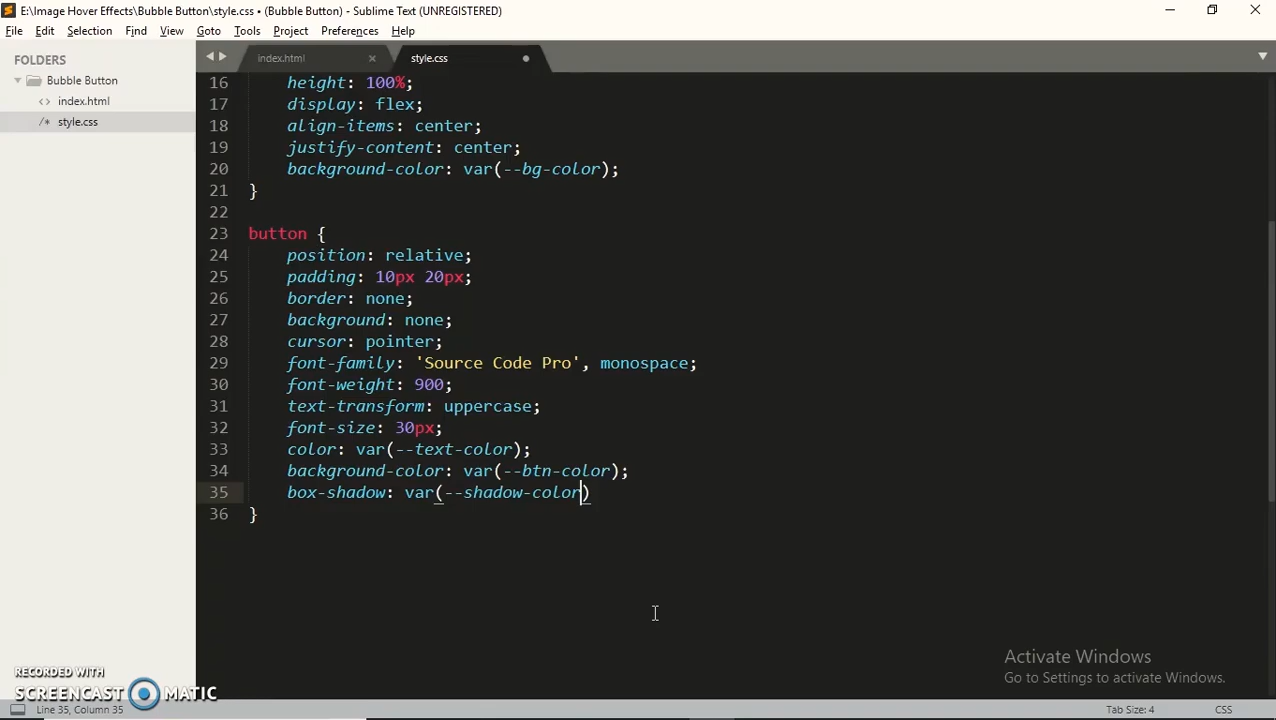 E:\Image Hover Effects\Bubble Button\style.css • (Bubble Button) - Sublime Text (UNREGISTERED)
File Edit Selection Find View Goto Tools Project Preferences Help
FOLDERS
Bubble Button
<> index.html
/* style.css
index.html × style.css
16 height: 100%;
17 display: flex;
18 align-items: center;
19 justify-content: center;
20 background-color: var(--bg-color);
21 }
22
23 button {
24 position: relative;
25 padding: 10px 20px;
26 border: none;
27 background: none;
28 cursor: pointer;
29 font-family: 'Source Code Pro', monospace;
30 font-weight: 900;
31 text-transform: uppercase;
32 font-size: 30px;
33 color: var(--text-color);
34 background-color: var(--btn-color);
35 box-shadow: var(--shadow-color)
36 }
Activate Windows
Go to Settings to activate Windows.
RECORDED WITH
SCREENCAST MATIC
Line 35, Column 35 Tab Size: 4 CSS